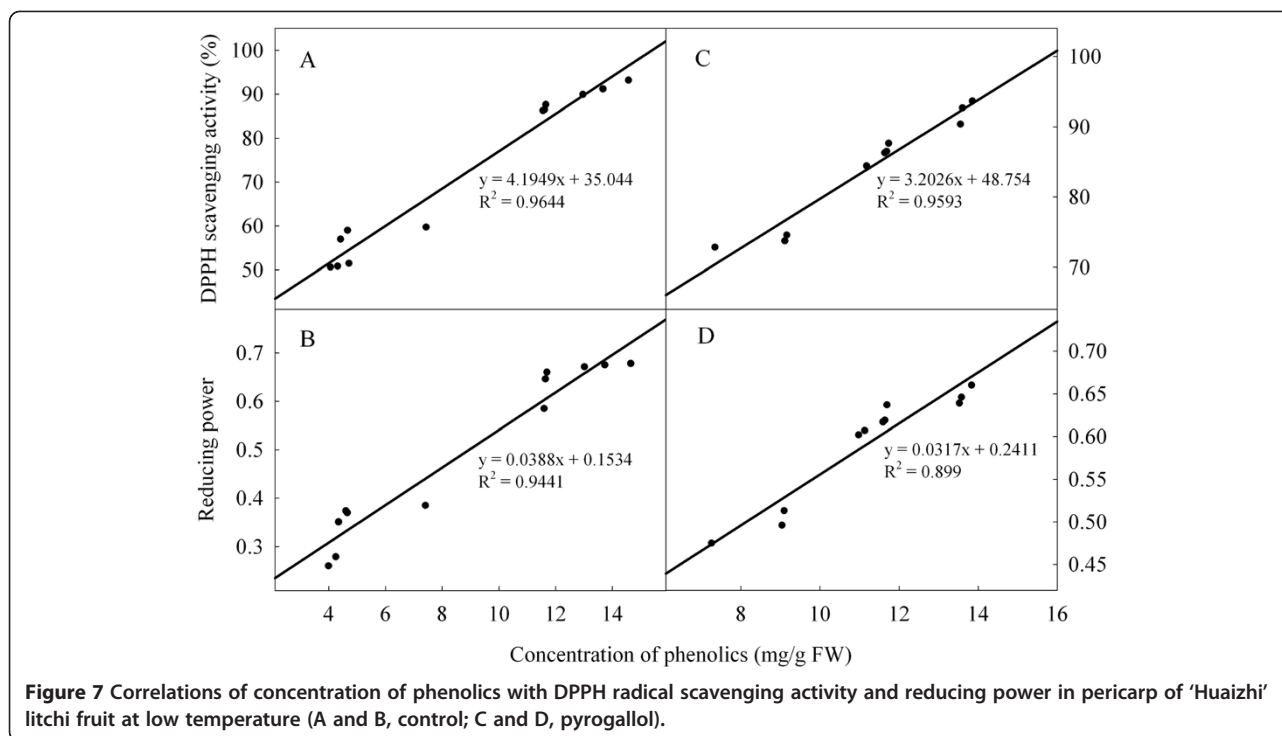 A
DPPH scavenging activity (%)
100
90
80
70
60
50
y = 4.1949x + 35.044
R² = 0.9644
C
100
90
80
70
y = 3.2026x + 48.754
R² = 0.9593
B
Reducing power
0.7
0.6
0.5
0.4
0.3
y = 0.0388x + 0.1534
R² = 0.9441
4 6 8 10 12 14
D
0.70
0.65
0.60
0.55
0.50
0.45
y = 0.0317x + 0.2411
R² = 0.899
8 10 12 14 16
Concentration of phenolics (mg/g FW)
Figure 7 Correlations of concentration of phenolics with DPPH radical scavenging activity and reducing power in pericarp of ‘Huaizhi’
litchi fruit at low temperature (A and B, control; C and D, pyrogallol).